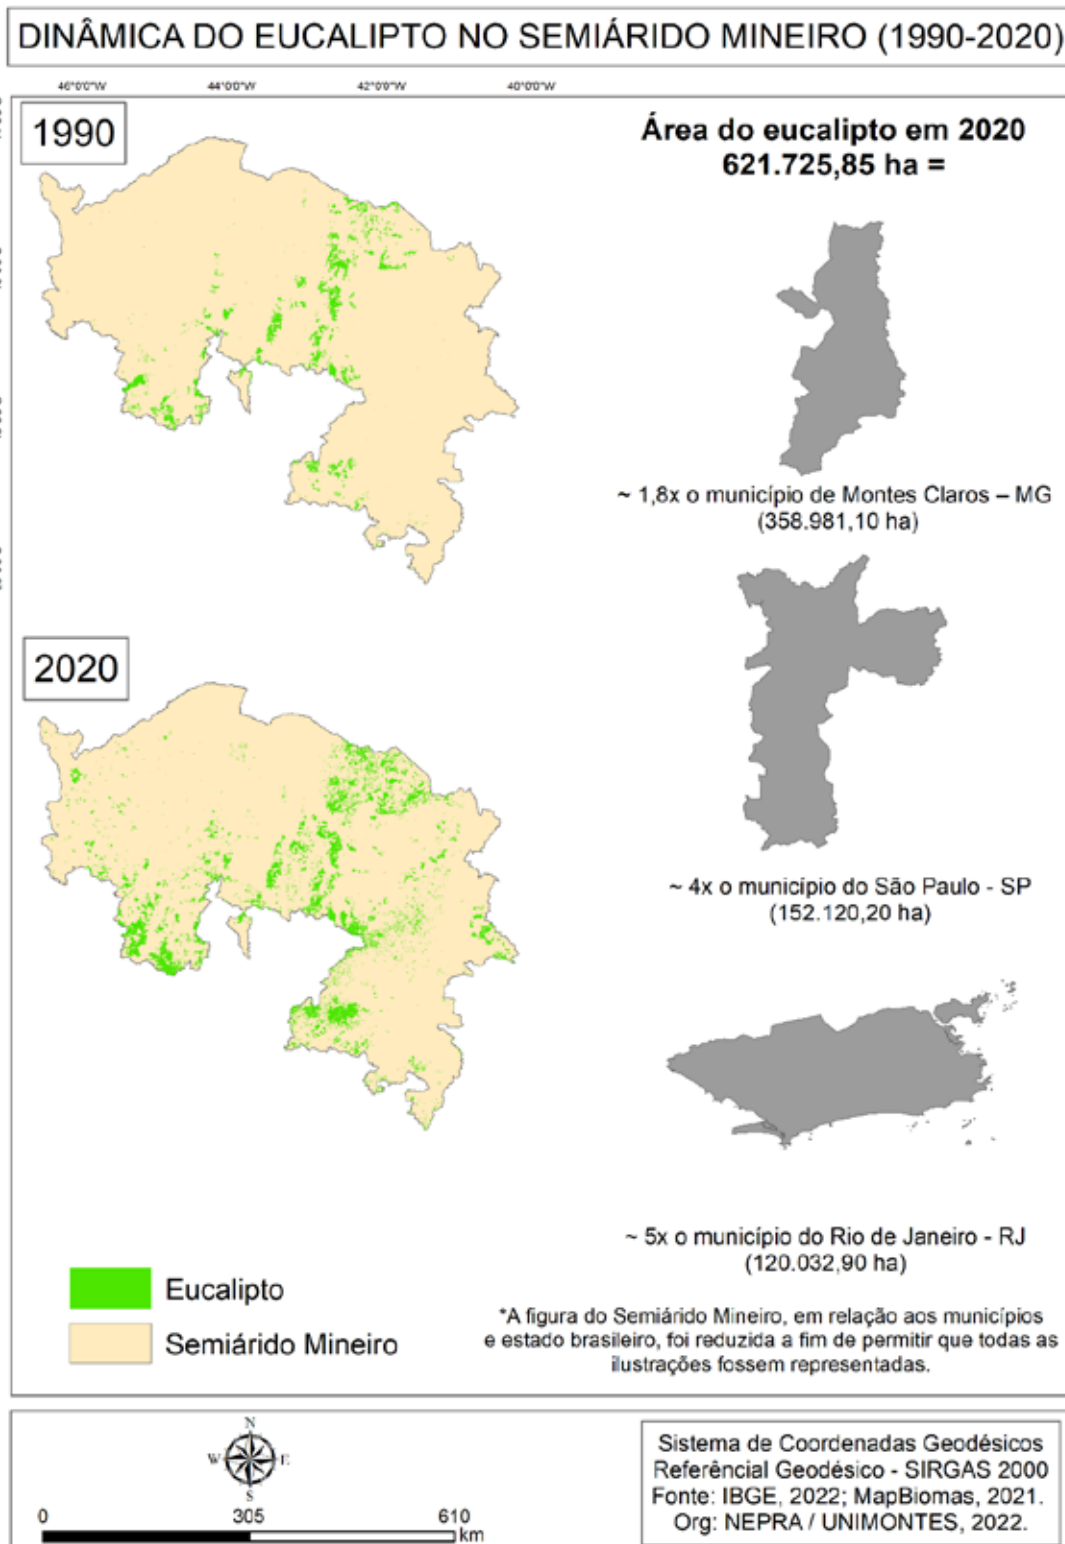 DINÂMICA DO EUCALIPTO NO SEMIÁRIDO MINEIRO (1990-2020)
46°0'0"W 44°0'0"W 42°0'0"W 40°0'0"W
1990
Área do eucalipto em 2020
621.725,85 ha =
~ 1,8x o município de Montes Claros – MG
(358.981,10 ha)
2020
~ 4x o município do São Paulo - SP
(152.120,20 ha)
~ 5x o município do Rio de Janeiro - RJ
(120.032,90 ha)
Eucalipto
Semiárido Mineiro
*A figura do Semiárido Mineiro, em relação aos municípios
e estado brasileiro, foi reduzida a fim de permitir que todas as
ilustrações fossem representadas.
N
W E
S
0 305 610
km
Sistema de Coordenadas Geodésicos
Referêncial Geodésico - SIRGAS 2000
Fonte: IBGE, 2022; MapBiomas, 2021.
Org: NEPRA / UNIMONTES, 2022.